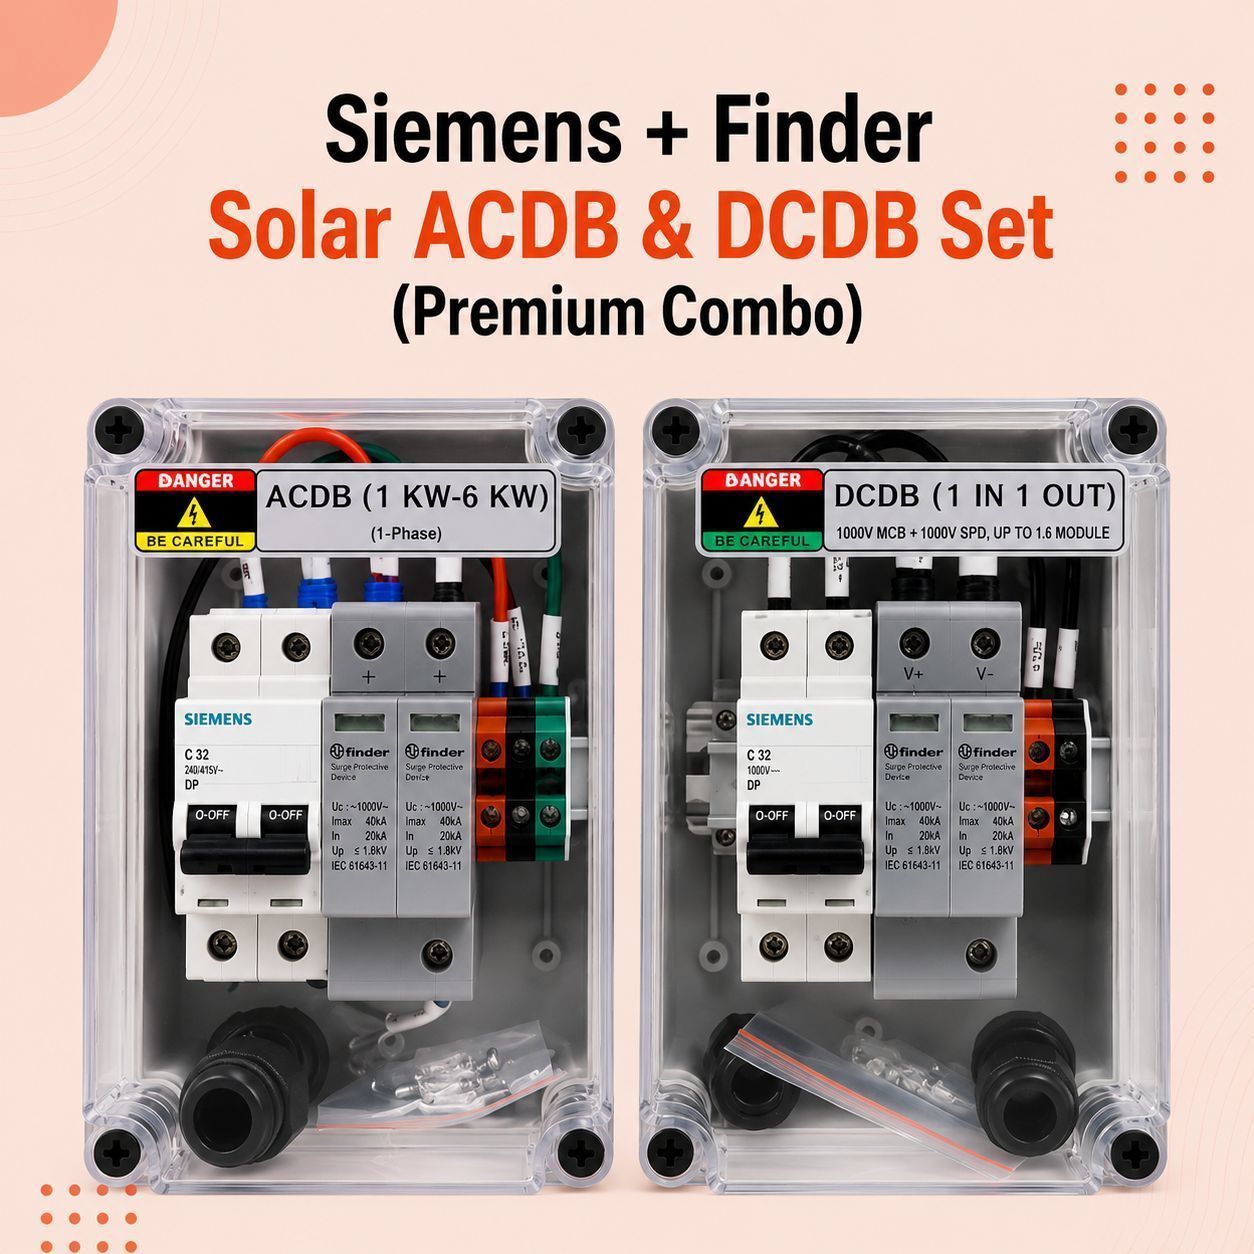 Siemens + Finder
Solar ACDB & DCDB Set
(Premium Combo)
DANGER
BE CAREFUL
ACDB (1 KW-6 KW)
(1-Phase)
SIEMENS
C 32
240/415V~
DP
O-OFF O-OFF
+ +
finder
Surge Protective
Device
Uc : ~1000V~
Imax 40kA
In 20kA
Up ≤ 1.8kV
IEC 61643-11
finder
Surge Protective
Device
Uc : ~1000V~
Imax 40kA
In 20kA
Up ≤ 1.8kV
IEC 61643-11
DANGER
BE CAREFUL
DCDB (1 IN 1 OUT)
1000V MCB + 1000V SPD, UP TO 1.6 MODULE
SIEMENS
C 32
1000V
DP
O-OFF O-OFF
V+ V-
finder
Surge Protective
Device
Uc : ~1000V~
Imax 40kA
In 20kA
Up ≤ 1.8kV
IEC 61643-11
finder
Surge Protective
Device
Uc : ~1000V~
Imax 40kA
In 20kA
Up ≤ 1.8kV
IEC 61643-11